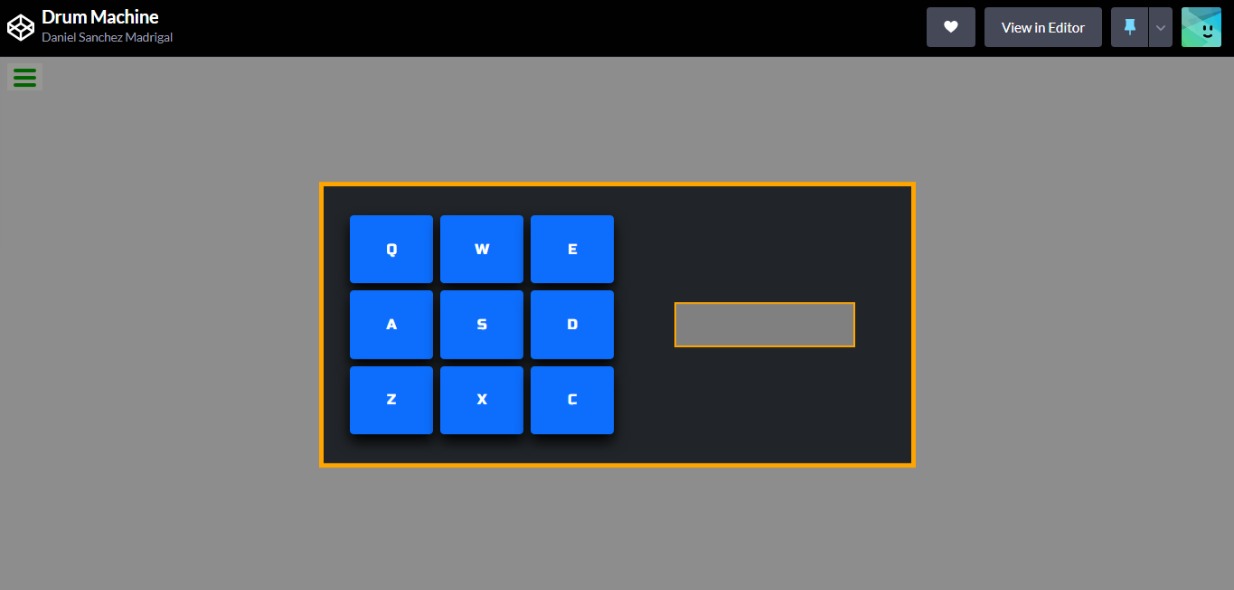 Drum Machine
Daniel Sanchez Madrigal
View in Editor
Q W E
A S D
Z X C